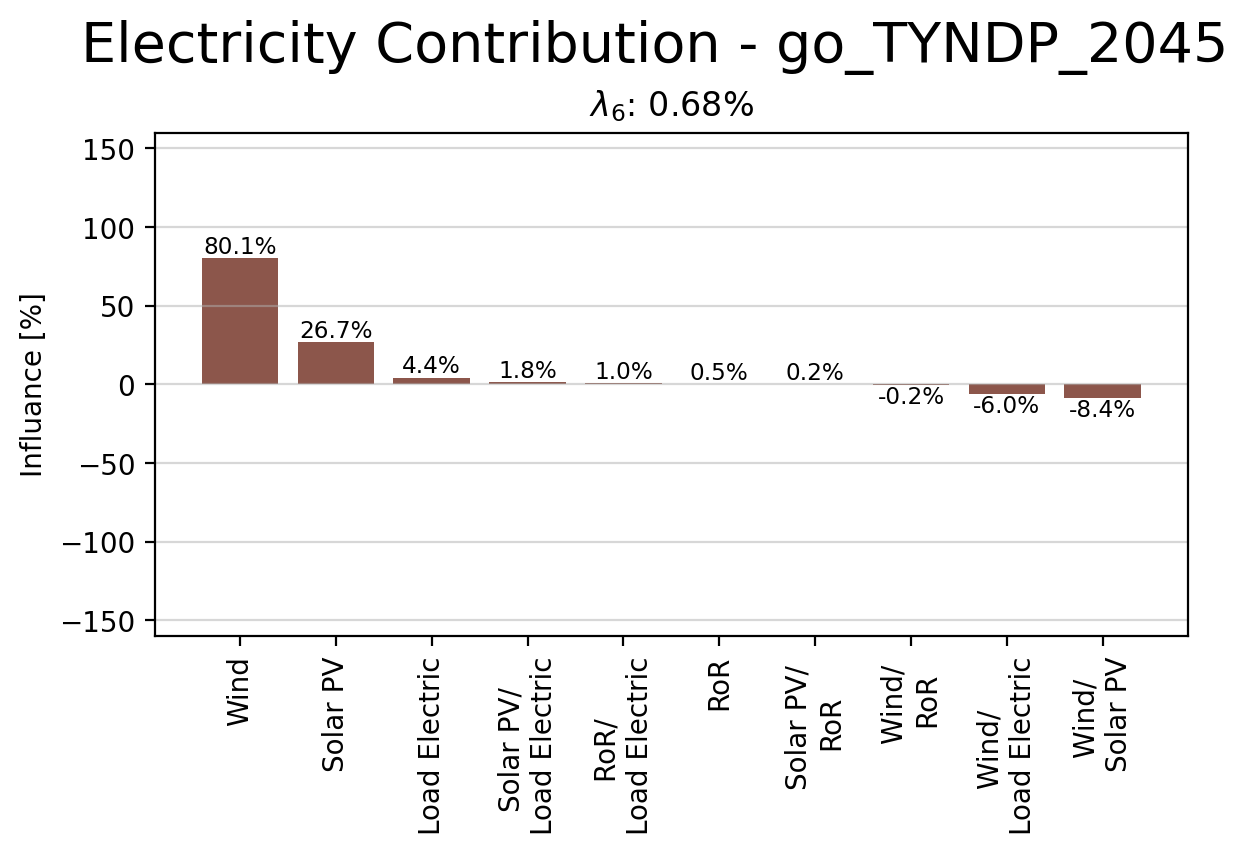 Electricity Contribution - go_TYNDP_2045
λ6: 0.68%
Influance [%]
150
100
50
0
−50
−100
−150
80.1%
26.7%
4.4%
1.8%
1.0%
0.5%
0.2%
-0.2%
-6.0%
-8.4%
Wind
Solar PV
Load Electric
Solar PV/
Load Electric
RoR/
Load Electric
RoR
Solar PV/
RoR
Wind/
RoR
Wind/
Load Electric
Wind/
Solar PV